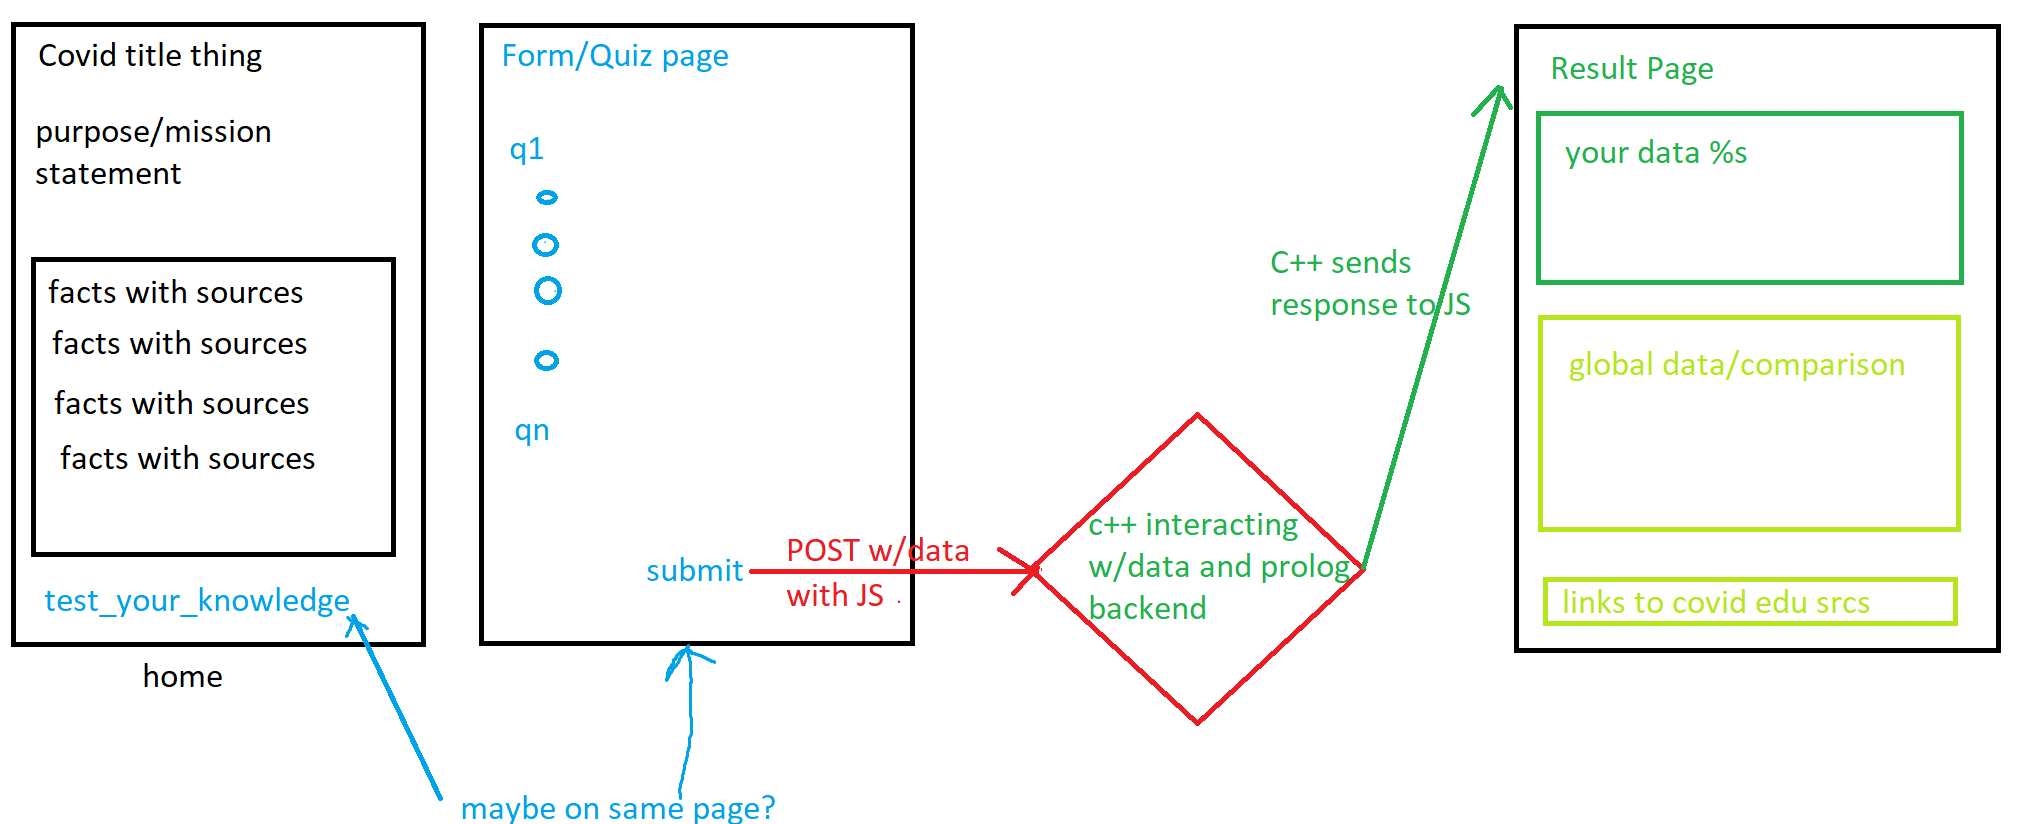 Covid title thing
purpose/mission
statement
facts with sources
facts with sources
facts with sources
facts with sources
test_your_knowledge
home
Form/Quiz page
q1
qn
submit
maybe on same page?
POST w/data
with JS
c++ interacting
w/data and prolog
backend
C++ sends
response to JS
Result Page
your data %s
global data/comparison
links to covid edu srcs